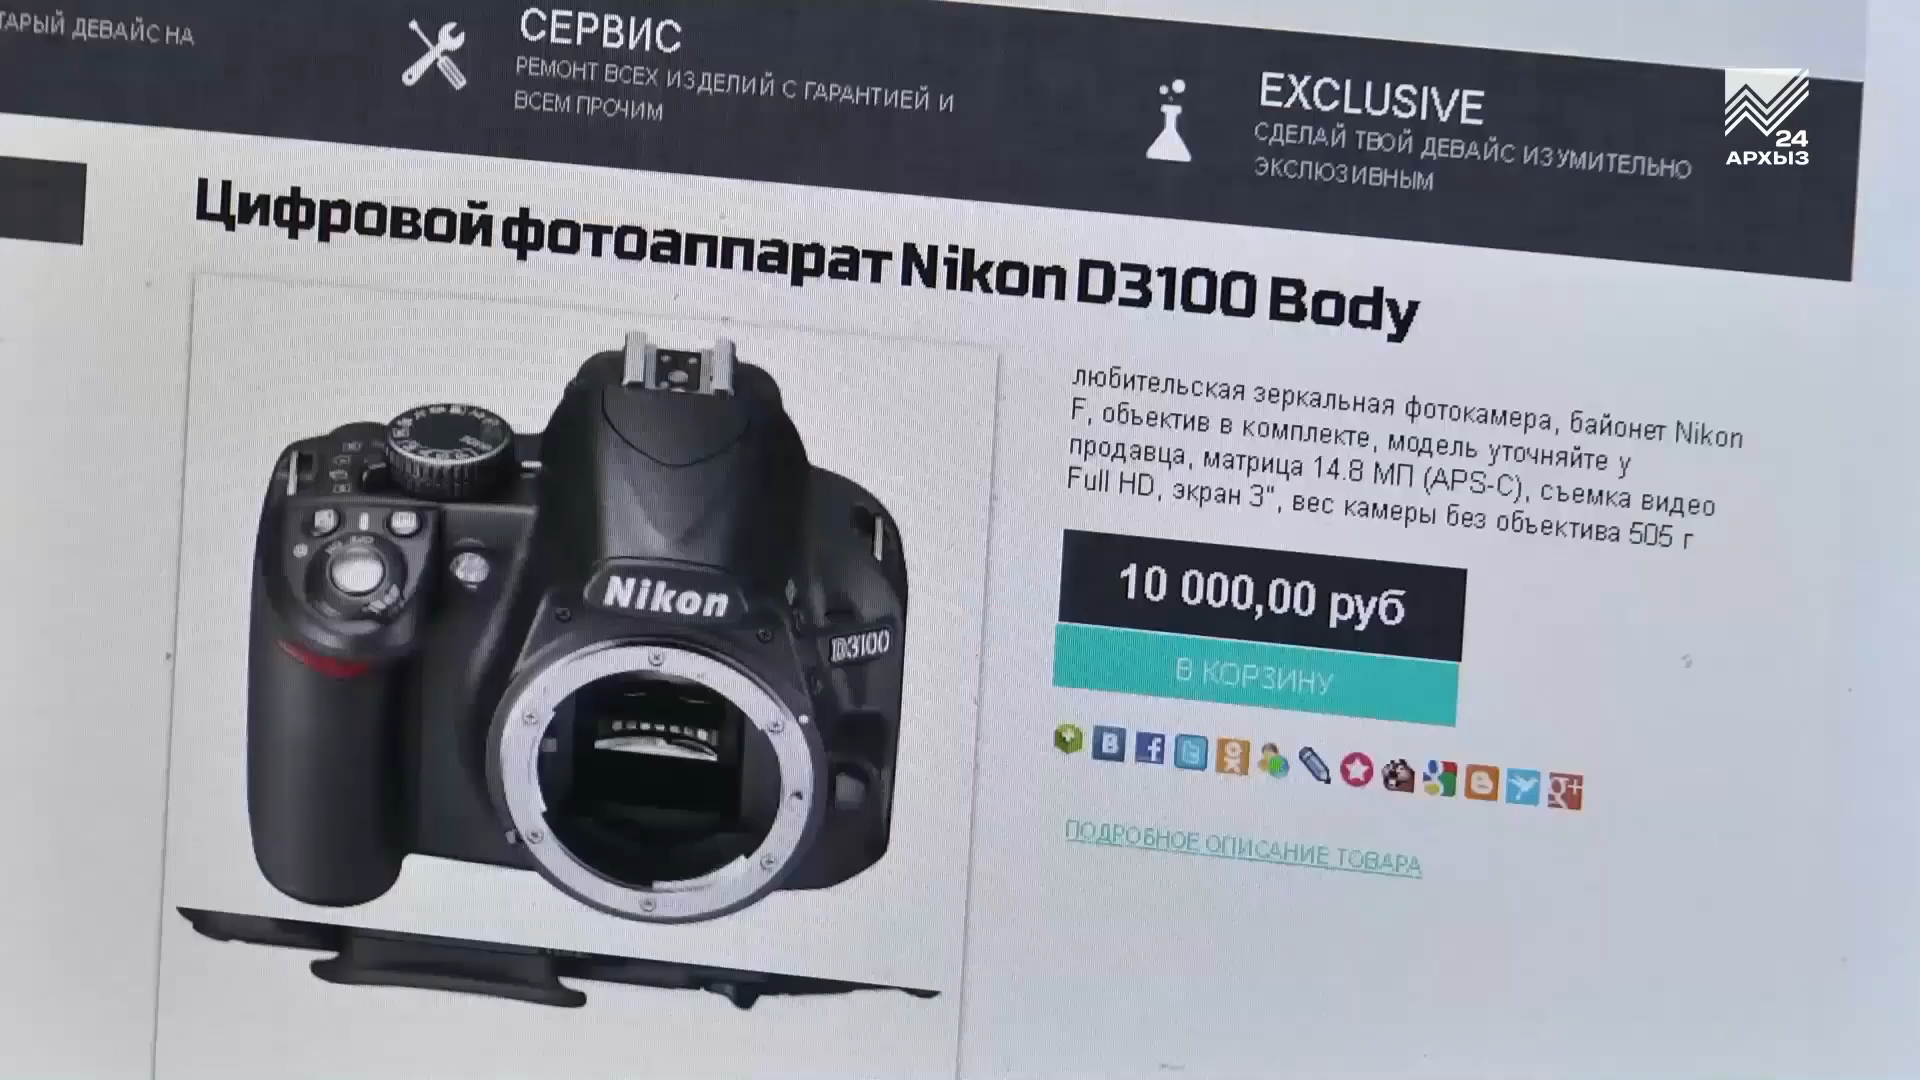 ТАРЫЙ ДЕВАЙС НА
СЕРВИС
РЕМОНТ ВСЕХ ИЗДЕЛИЙ С ГАРАНТИЕЙ И
ВСЕМ ПРОЧИМ
EXCLUSIVE
СДЕЛАЙ ТВОЙ ДЕВАЙС ИЗУМИТЕЛЬНО
ЭКСЛЮЗИВНЫМ
24
АРХЫЗ
Цифровой фотоаппарат Nikon D3100 Body
любительская зеркальная фотокамера, байонет Nikon
F, объектив в комплекте, модель уточняйте у
продавца, матрица 14.8 МП (APS-C), съемка видео
Full HD, экран 3", вес камеры без объектива 505 г
Nikon
D3100
10 000,00 руб
В КОРЗИНУ
ПОДРОБНОЕ ОПИСАНИЕ ТОВАРА